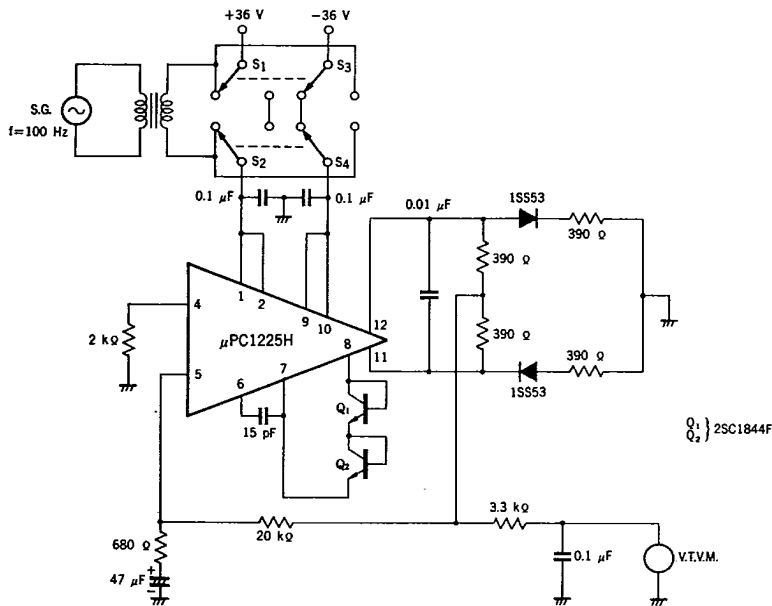 +36 V
−36 V
S1
S3
S.G.
f=100 Hz
S2
S4
0.1 μF
0.1 μF
0.01 μF
1SS53
390 Ω
390 Ω
1
2
9
10
4
μPC1225H
12
2 kΩ
390 Ω
5
7
8
11
6
1SS53
390 Ω
15 pF
Q1
Q2
Q1
Q2 } 2SC1844F
3.3 kΩ
20 kΩ
680 Ω
0.1 μF
V.T.V.M.
+
47 μF
−